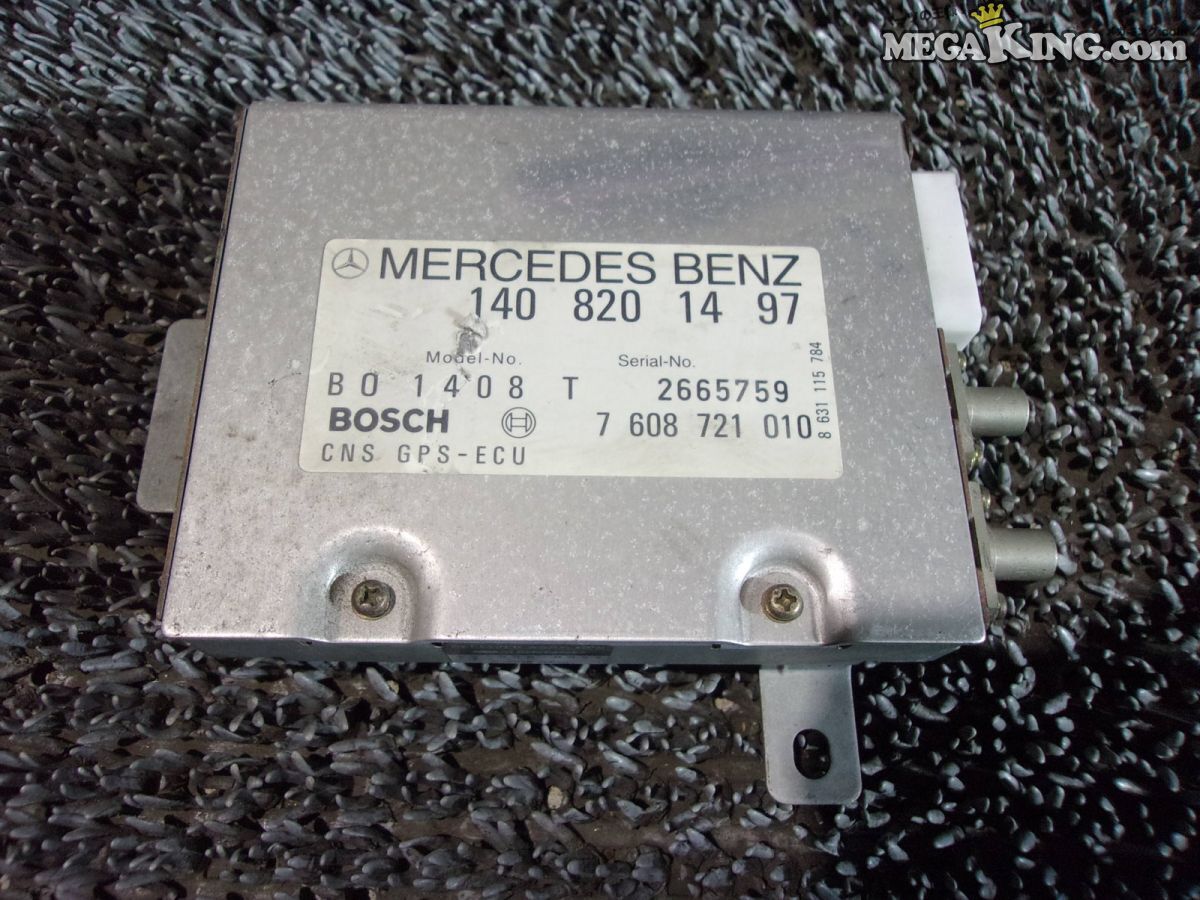 MEGAKING.com
MERCEDES BENZ
140 820 14 97
Model-No. Serial-No.
BO 1408 T 2665759
BOSCH 7 608 721 010
CNS GPS-ECU
8 631 115 784